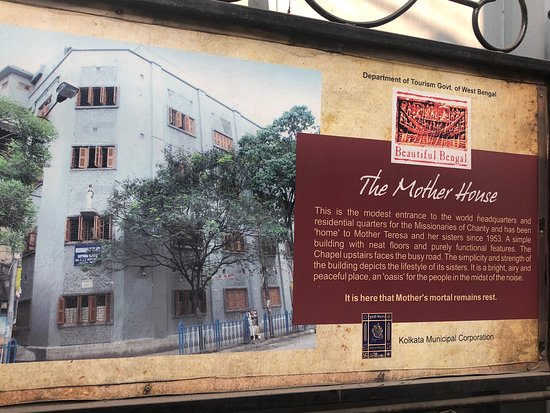 Department of Tourism Govt. of West Bengal
Beautiful Bengal
The Mother House
This is the modest entrance to the world headquarters and
residential quarters for the Missionaries of Charity and has been
'home' to Mother Teresa and her sisters since 1953. A simple
building with neat floors and purely functional features. The
Chapel upstairs faces the busy road. The simplicity and strength of
the building depicts the lifestyle of its sisters. It is a bright, airy and
peaceful place, an 'oasis' for the people in the midst of the noise.
It is here that Mother's mortal remains rest.
Kolkata Municipal Corporation